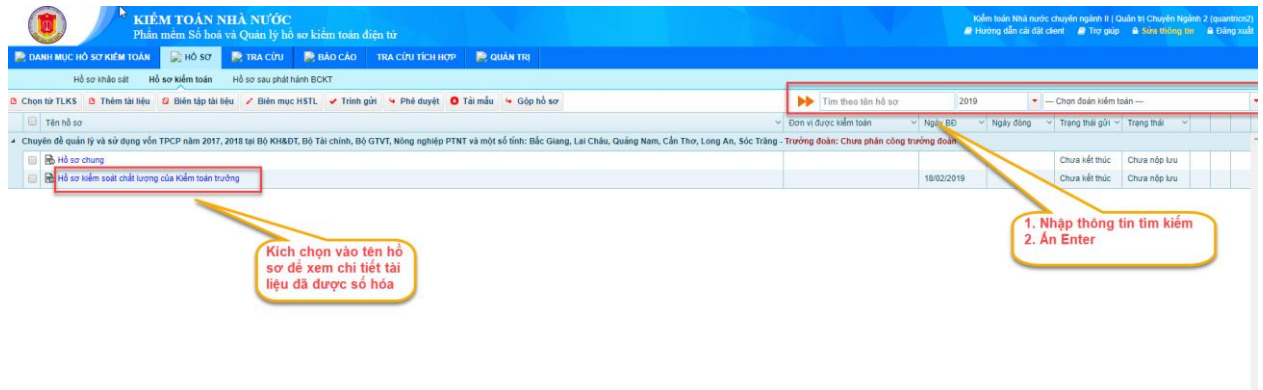 KIỂM TOÁN NHÀ NƯỚC
Phần mềm Số hoá và Quản lý hồ sơ kiểm toán điện tử
Kiểm toán Nhà nước chuyên ngành II | Quản trị Chuyên Ngành 2 (quantricn2)
Hướng dẫn cài đặt client Trợ giúp Sửa thông tin Đăng xuất
DANH MỤC HỒ SƠ KIỂM TOÁN HỒ SƠ TRA CỨU BÁO CÁO TRA CỨU TÍCH HỢP QUẢN TRỊ
Hồ sơ khảo sát Hồ sơ kiểm toán Hồ sơ sau phát hành BCKT
Chọn từ TLKS Thêm tài liệu Biên tập tài liệu Biên mục HSTL Trình gửi Phê duyệt Tải mẫu Góp hồ sơ Tìm theo tên hồ sơ 2019 --- Chọn đoàn kiểm toán ---
Tên hồ sơ Đơn vị được kiểm toán Ngày BĐ Ngày đóng Trạng thái gửi Trạng thái
Chuyên đề quản lý và sử dụng vốn TPCP năm 2017, 2018 tại Bộ KH&ĐT, Bộ Tài chính, Bộ GTVT, Nông nghiệp PTNT và một số tỉnh: Bắc Giang, Lai Châu, Quảng Nam, Cần Thơ, Long An, Sóc Trăng - Trưởng đoàn: Chưa phân công trưởng đoàn
Hồ sơ chung Chưa kết thúc Chưa nộp lưu
Hồ sơ kiểm soát chất lượng của Kiểm toán trưởng 18/02/2019 Chưa kết thúc Chưa nộp lưu
1. Nhập thông tin tìm kiếm
2. Ấn Enter
Kích chọn vào tên hồ
sơ để xem chi tiết tài
liệu đã được số hóa